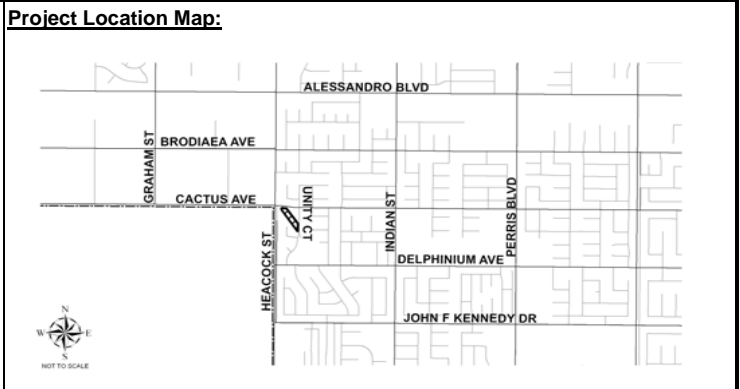 Project Location Map:
ALESSANDRO BLVD
BRODIAEA AVE
GRAHAM ST
CACTUS AVE
UNITY CT
INDIAN ST
PERRIS BLVD
HEACOCK ST
DELPHINIUM AVE
JOHN F KENNEDY DR
N
W E
S
NOT TO SCALE